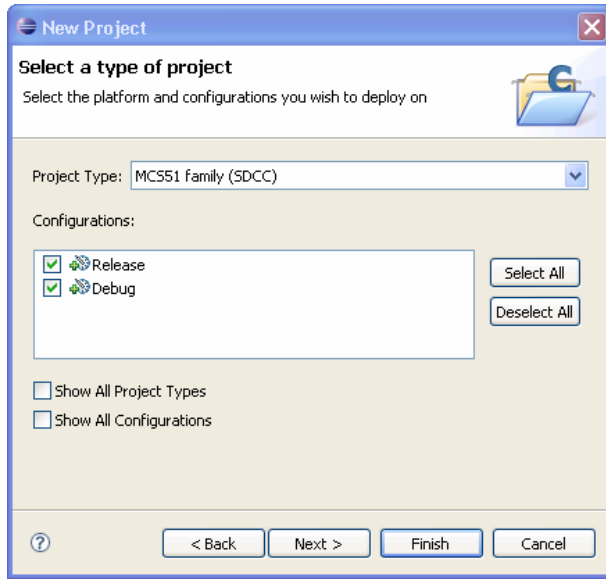 New Project
Select a type of project
Select the platform and configurations you wish to deploy on
Project Type: MCS51 family (SDCC)
Configurations:
Release
Debug
Select All
Deselect All
Show All Project Types
Show All Configurations
? < Back Next > Finish Cancel